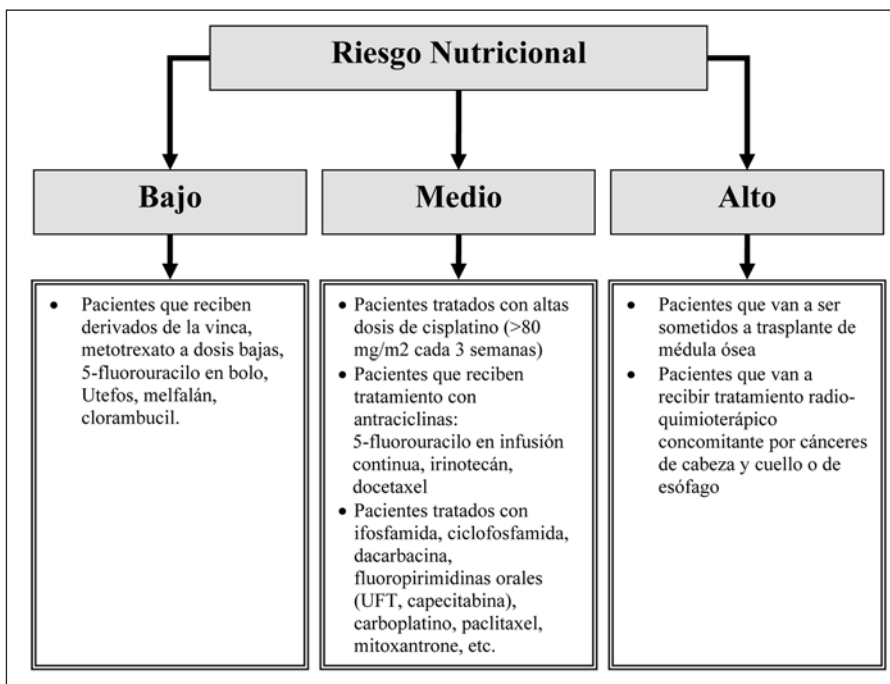 Riesgo Nutricional
Bajo
Medio
Alto
• Pacientes que reciben
derivados de la vinca,
metotrexato a dosis bajas,
5-fluorouracilo en bolo,
Utefos, melfalán,
clorambucil.
• Pacientes tratados con altas
dosis de cisplatino (>80
mg/m2 cada 3 semanas)
• Pacientes que reciben
tratamiento con
antraciclinas:
5-fluorouracilo en infusión
continua, irinotecán,
docetaxel
• Pacientes tratados con
ifosfamida, ciclofosfamida,
dacarbacina,
fluoropirimidinas orales
(UFT, capecitabina),
carboplatino, paclitaxel,
mitoxantrone, etc.
• Pacientes que van a ser
sometidos a trasplante de
médula ósea
• Pacientes que van a
recibir tratamiento radio-
quimioterápico
concomitante por cánceres
de cabeza y cuello o de
esófago